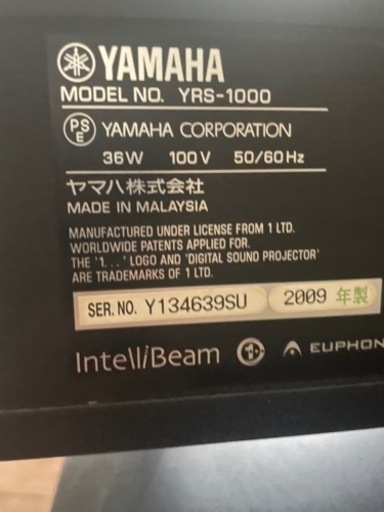 YAMAHA
MODEL NO. YRS-1000
PS E YAMAHA CORPORATION
36W 100V 50/60Hz
ヤマハ株式会社
MADE IN MALAYSIA
MANUFACTURED UNDER LICENSE FROM 1 LTD.
WORLDWIDE PATENTS APPLIED FOR.
THE '1...' LOGO AND 'DIGITAL SOUND PROJECTOR'
ARE TRADEMARKS OF 1 LTD.
SER. NO. Y134639SU 2009 年製
IntelliBeam 1 EUPHON